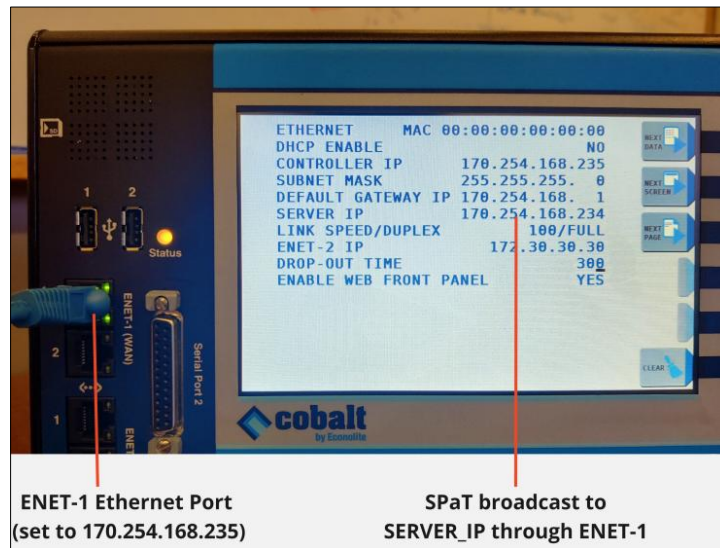 ETHERNET MAC 00:00:00:00:00:00
DHCP ENABLE NO
CONTROLLER IP 170.254.168.235
SUBNET MASK 255.255.255. 0
DEFAULT GATEWAY IP 170.254.168. 1
SERVER IP 170.254.168.234
LINK SPEED/DUPLEX 100/FULL
ENET-2 IP 172.30.30.30
DROP-OUT TIME 300
ENABLE WEB FRONT PANEL YES
NEXT DATA
NEXT SCREEN
NEXT PAGE
CLEAR
1 2
Status
ENET-1 (WAN)
2
1
ENET
Serial Port 2
cobalt
by Econolite
ENET-1 Ethernet Port
(set to 170.254.168.235)
SPaT broadcast to
SERVER_IP through ENET-1